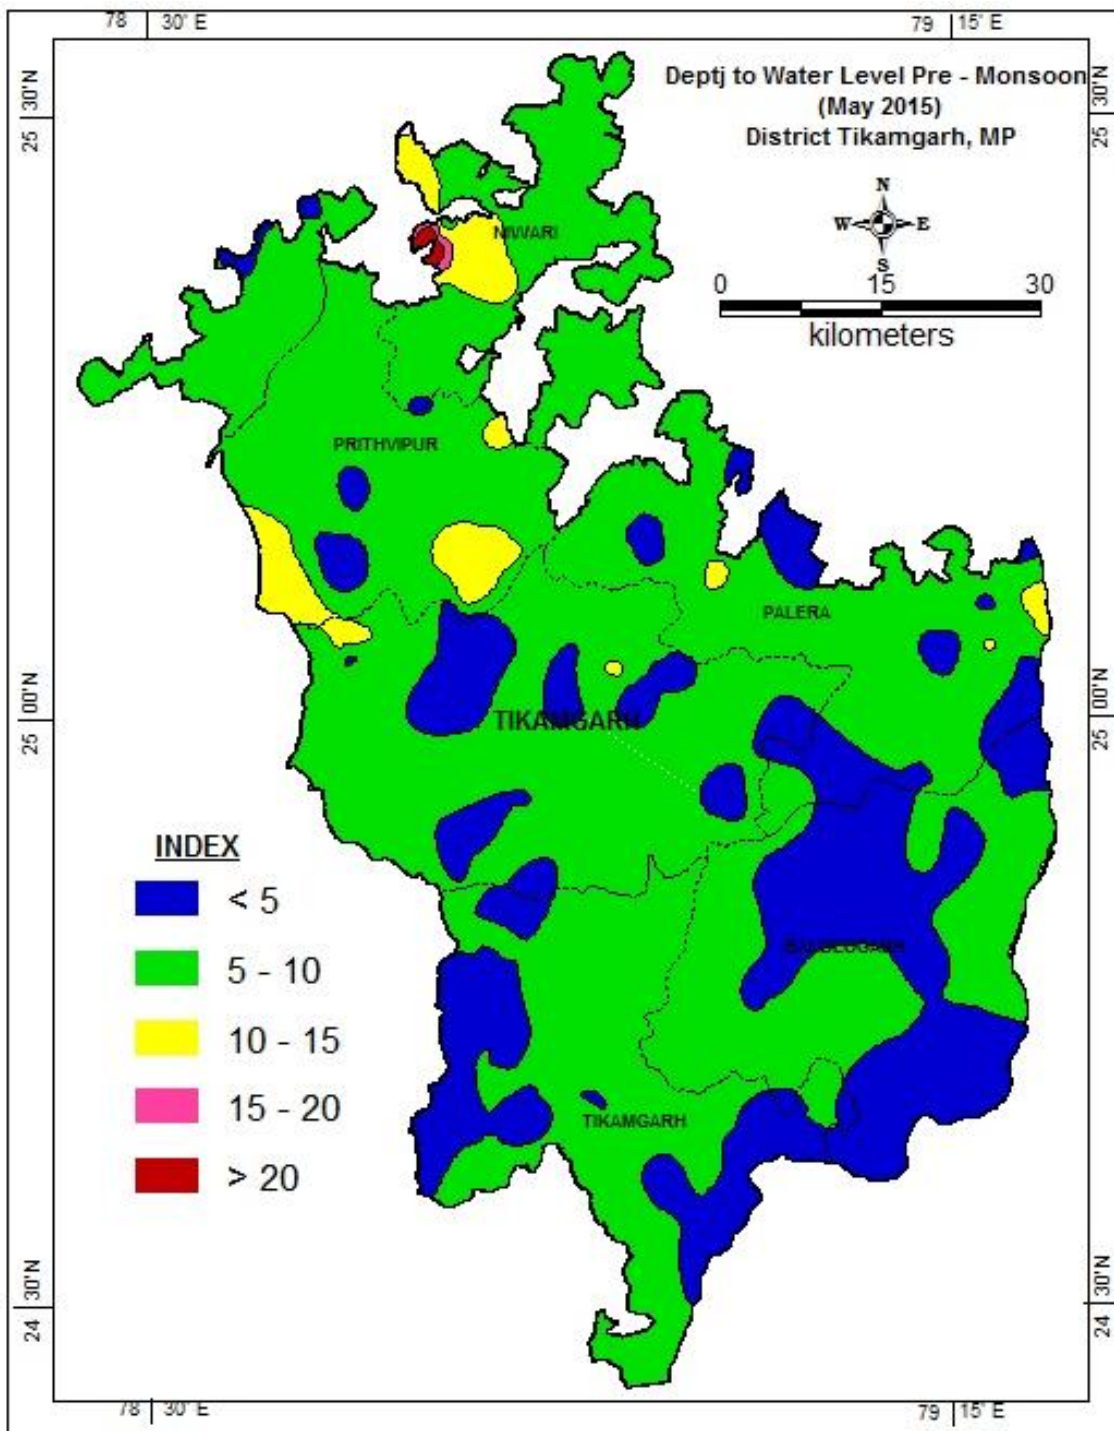 78 30' E 79 15' E
Deptj to Water Level Pre - Monsoon
(May 2015)
District Tikamgarh, MP
25 30'N
25 30'N
N
W E
S
0 15 30
kilometers
NIWARI
PRITHVIPUR
PALERA
25 00'N
TIKAMGARH
25 00'N
INDEX
< 5
5 - 10
10 - 15
15 - 20
> 20
TIKAMGARH
24 30'N
24 30'N
78 30' E 79 15' E